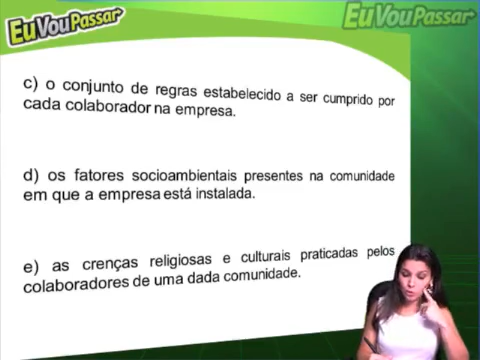 EuVouPassar
EuVouPassar
c) o conjunto de regras estabelecido a ser cumprido por
cada colaborador na empresa.
d) os fatores socioambientais presentes na comunidade
em que a empresa está instalada.
e) as crenças religiosas e culturais praticadas pelos
colaboradores de uma dada comunidade.